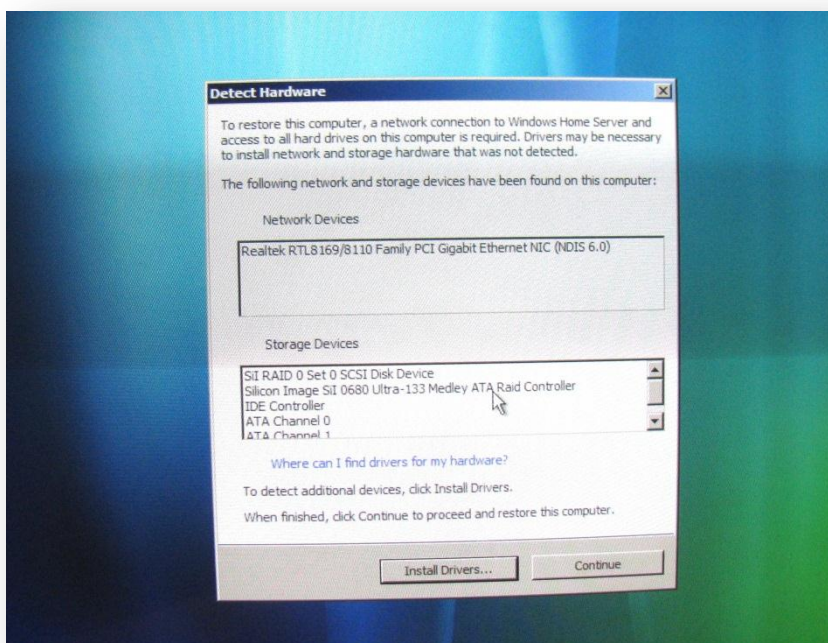 Detect Hardware
To restore this computer, a network connection to Windows Home Server and
access to all hard drives on this computer is required. Drivers may be necessary
to install network and storage hardware that was not detected.
The following network and storage devices have been found on this computer:
Network Devices
Realtek RTL8169/8110 Family PCI Gigabit Ethernet NIC (NDIS 6.0)
Storage Devices
SiI RAID 0 Set 0 SCSI Disk Device
Silicon Image SiI 0680 Ultra-133 Medley ATA Raid Controller
IDE Controller
ATA Channel 0
ATA Channel 1
Where can I find drivers for my hardware?
To detect additional devices, click Install Drivers.
When finished, click Continue to proceed and restore this computer.
Install Drivers...
Continue